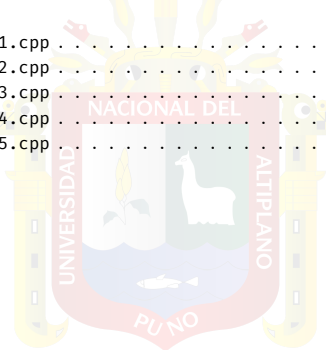 1.cpp . . . . . . . . . . . . . . . .
2.cpp . . . . . . . . . . . . . . . .
3.cpp . . . . . . . . . . . . . . . .
4.cpp . . . . . . . . . . . . . . . .
5.cpp . . . . . . . . . . . . . . . .
NACIONAL DEL
UNIVERSIDAD
ALTIPLANO
PUNO